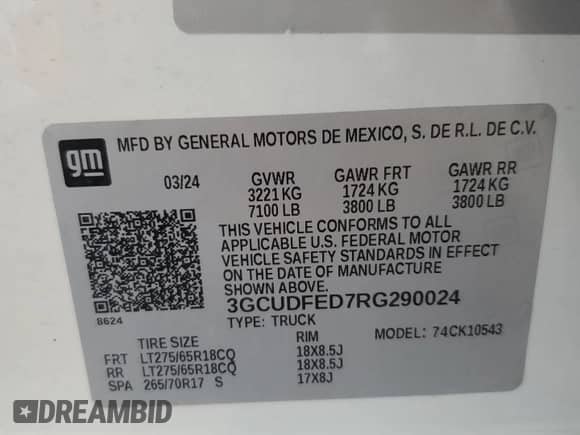 gm
MFD BY GENERAL MOTORS DE MEXICO, S. DE R.L. DE C.V.
03/24 GVWR GAWR FRT GAWR RR
3221 KG 1724 KG 1724 KG
7100 LB 3800 LB 3800 LB
THIS VEHICLE CONFORMS TO ALL
APPLICABLE U.S. FEDERAL MOTOR
VEHICLE SAFETY STANDARDS IN EFFECT
ON THE DATE OF MANUFACTURE
SHOWN ABOVE.
3GCUDFED7RG290024
8624
TYPE: TRUCK MODEL: 74CK10543
TIRE SIZE RIM
FRT LT275/65R18CQ 18X8.5J
RR LT275/65R18CQ 18X8.5J
SPA 265/70R17 S 17X8J
DREAMBID